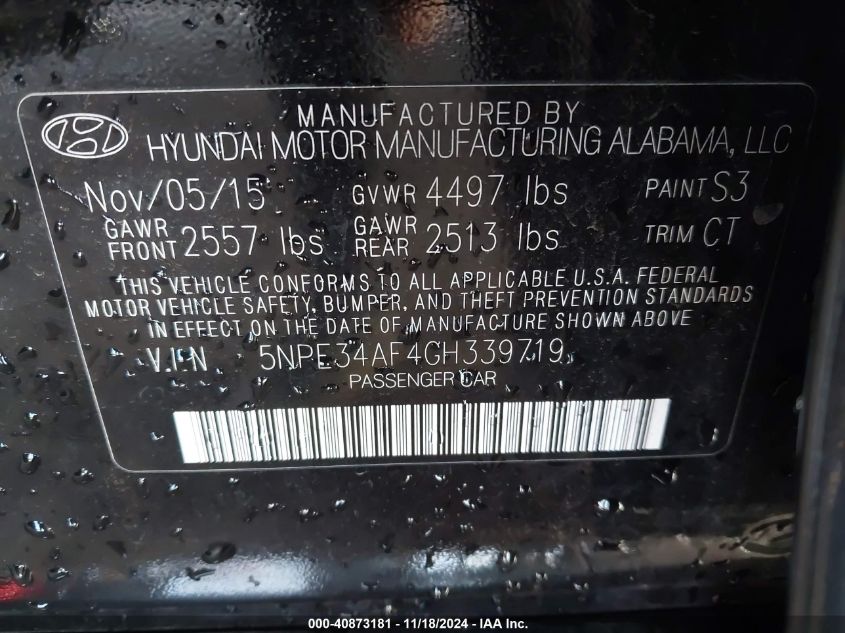 MANUFACTURED BY
HYUNDAI MOTOR MANUFACTURING ALABAMA, LLC
Nov/05/15 GVWR 4497 lbs PAINT S3
GAWR FRONT 2557 lbs GAWR REAR 2513 lbs TRIM CT
THIS VEHICLE CONFORMS TO ALL APPLICABLE U.S.A. FEDERAL
MOTOR VEHICLE SAFETY, BUMPER, AND THEFT PREVENTION STANDARDS
IN EFFECT ON THE DATE OF MANUFACTURE SHOWN ABOVE
V.I.N 5NPE34AF4GH339719
PASSENGER CAR
000-40873181 - 11/18/2024 - © IAA Inc.